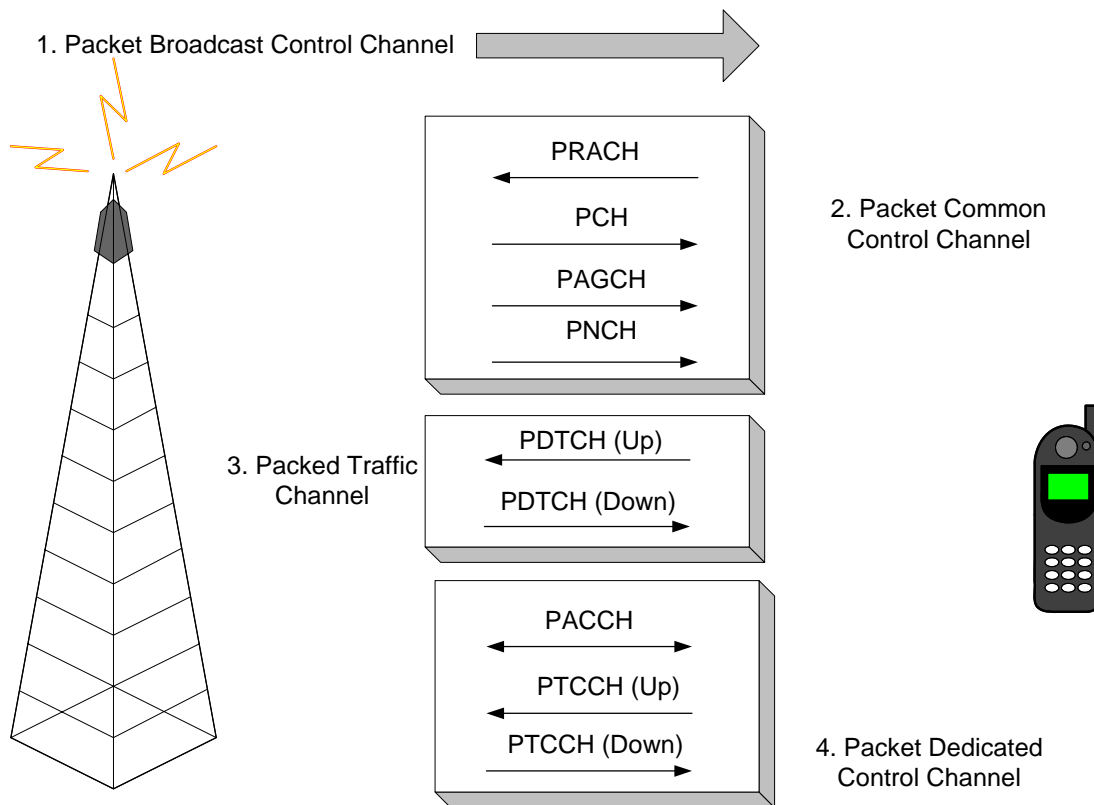 1. Packet Broadcast Control Channel
PRACH
PCH
PAGCH
PNCH
2. Packet Common
Control Channel
3. Packed Traffic
Channel
PDTCH (Up)
PDTCH (Down)
PACCH
PTCCH (Up)
PTCCH (Down)
4. Packet Dedicated
Control Channel